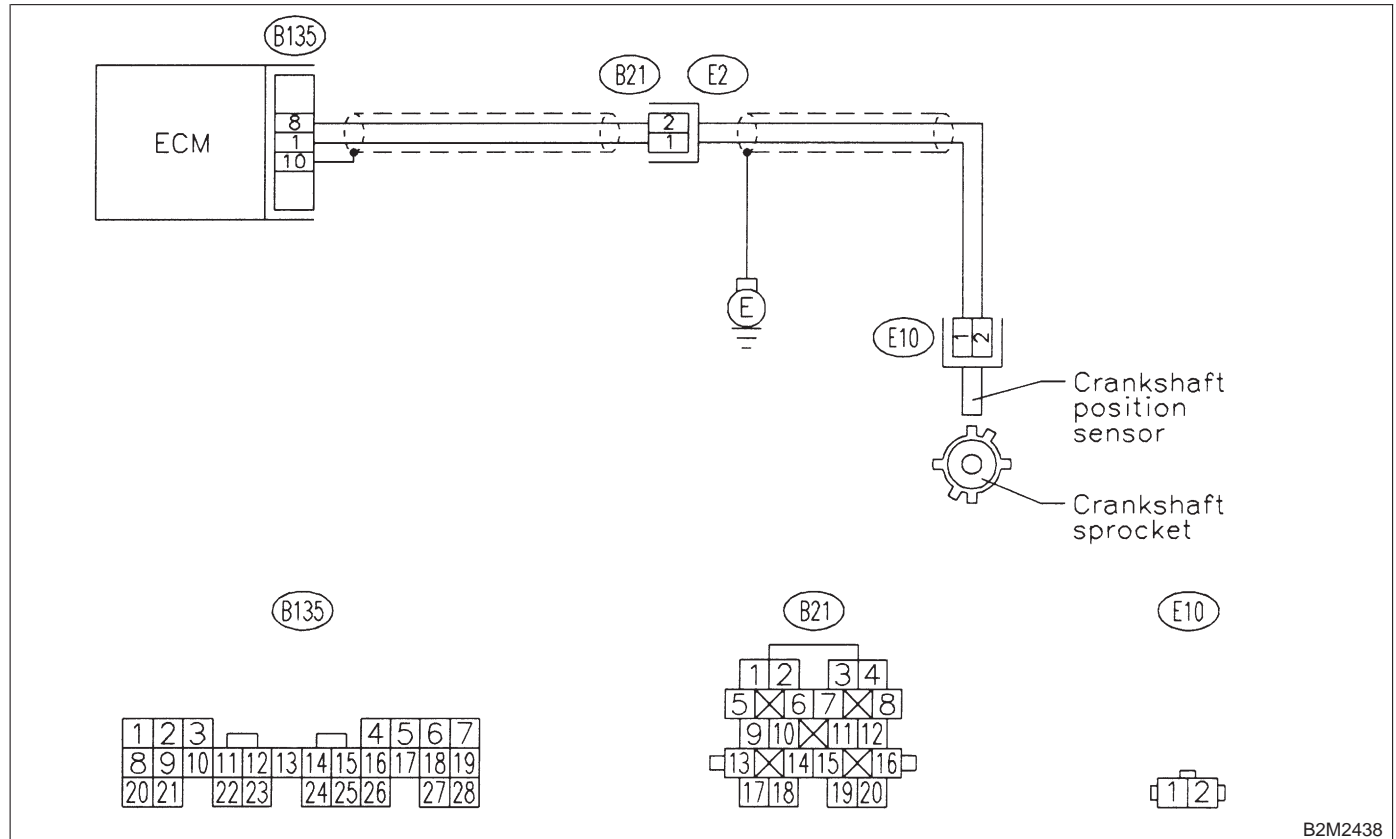 B135
B21 E2
ECM
8
1
10
2
1
E
E10
1 2
Crankshaft
position
sensor
Crankshaft
sprocket
B135
1 2 3 4 5 6 7
8 9 10 11 12 13 14 15 16 17 18 19
20 21 22 23 24 25 26 27 28
B21
1 2 3 4
5 6 7 8
9 10 11 12
13 14 15 16
17 18 19 20
E10
1 2
B2M2438